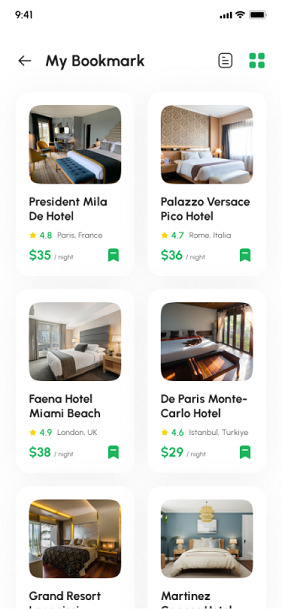 9:41
My Bookmark
President Mila
De Hotel
4.8 Paris, France
$35 / night
Palazzo Versace
Pico Hotel
4.7 Rome, Italia
$36 / night
Faena Hotel
Miami Beach
4.9 London, UK
$38 / night
De Paris Monte-
Carlo Hotel
4.6 Istanbul, Turkiye
$29 / night
Grand Resort
Martinez